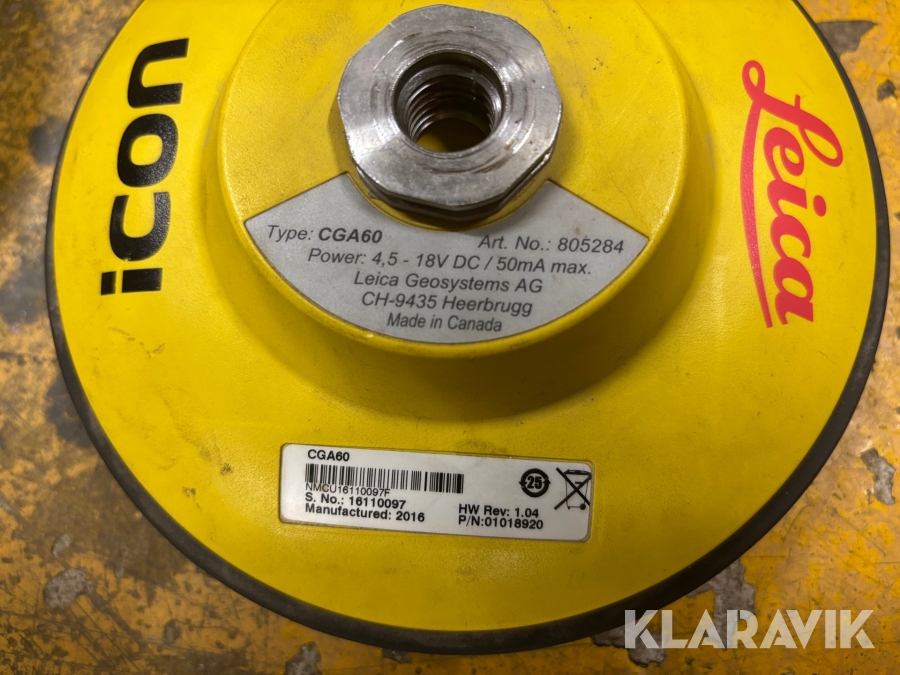 icon
Leica
Type: CGA60 Art. No.: 805284
Power: 4,5 - 18V DC / 50mA max.
Leica Geosystems AG
CH-9435 Heerbrugg
Made in Canada
CGA60
NMCU16110097F
S. No.: 16110097
Manufactured: 2016
25
HW Rev: 1.04
P/N:01018920
KLARAVIK